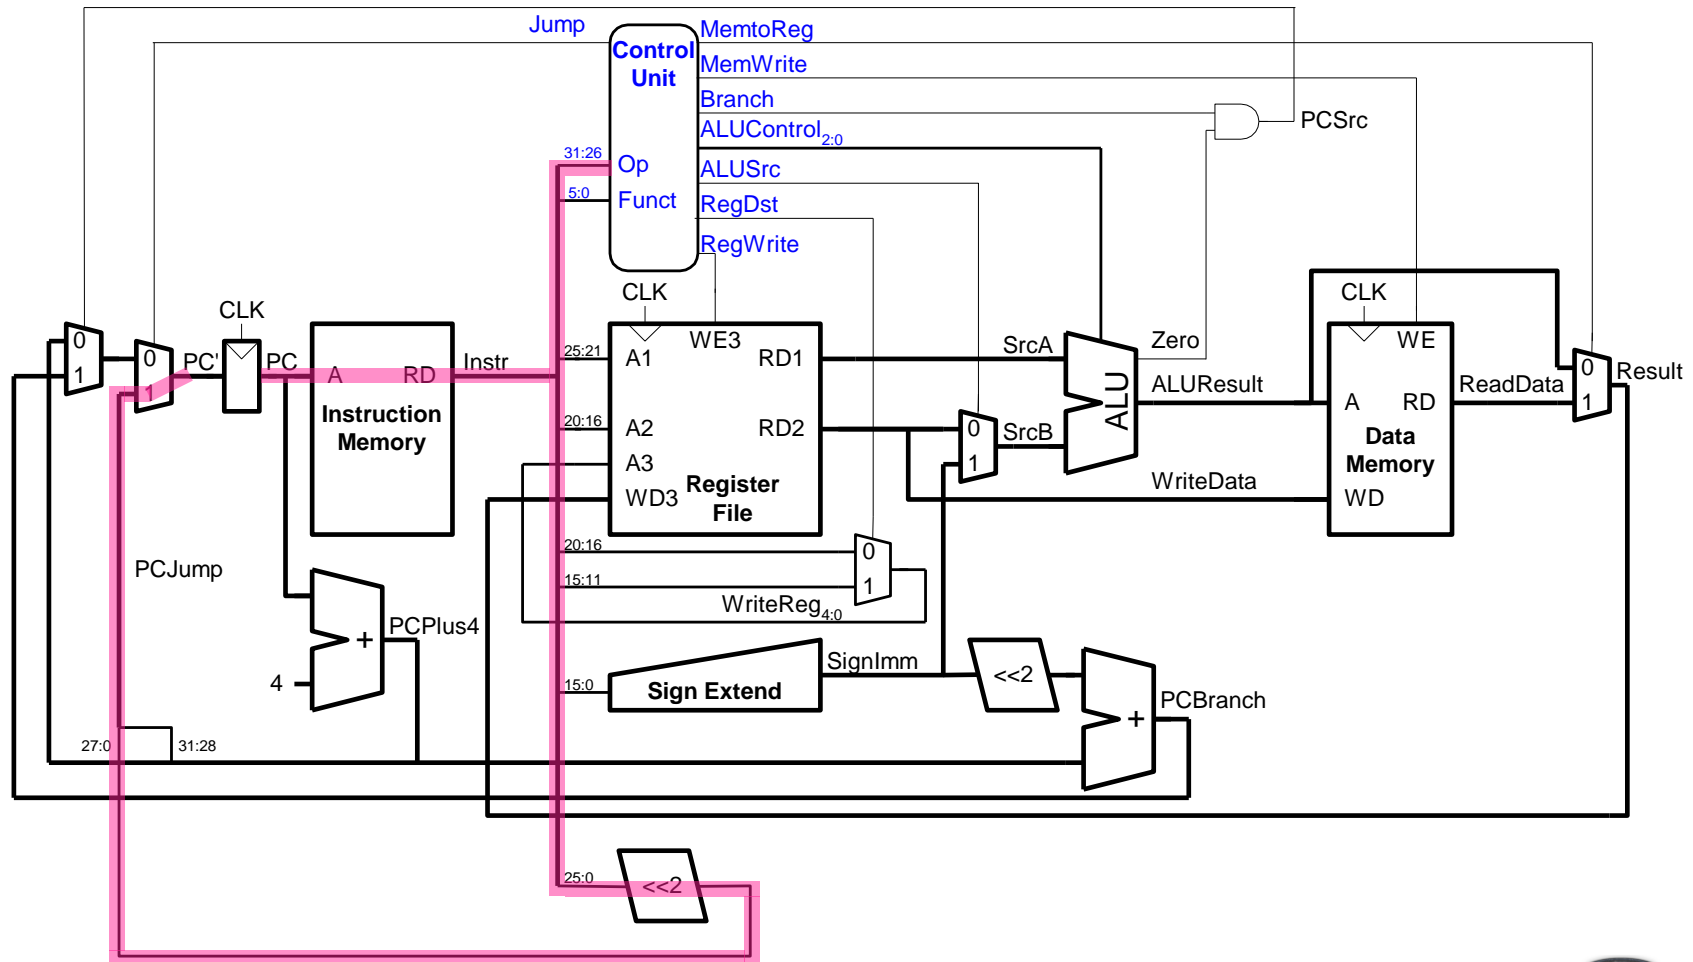 Jump
MemtoReg
Control
Unit
MemWrite
Branch
PCSrc
ALUControl2:0
31:26
Op
ALUSrc
5:0
Funct
RegDst
RegWrite
CLK
CLK
CLK
0
1
0
1
PC'
PC
A
RD
Instr
Instruction
Memory
25:21
A1
WE3
RD1
SrcA
Zero
WE
20:16
A2
RD2
0
1
SrcB
ALU
ALUResult
A
RD
ReadData
0
1
Result
Data
Memory
A3
WD3
Register
File
WriteData
WD
20:16
0
15:11
1
WriteReg4:0
PCJump
PCPlus4
+
4
15:0
Sign Extend
SignImm
<<2
+
PCBranch
27:0
31:28
25:0
<<2